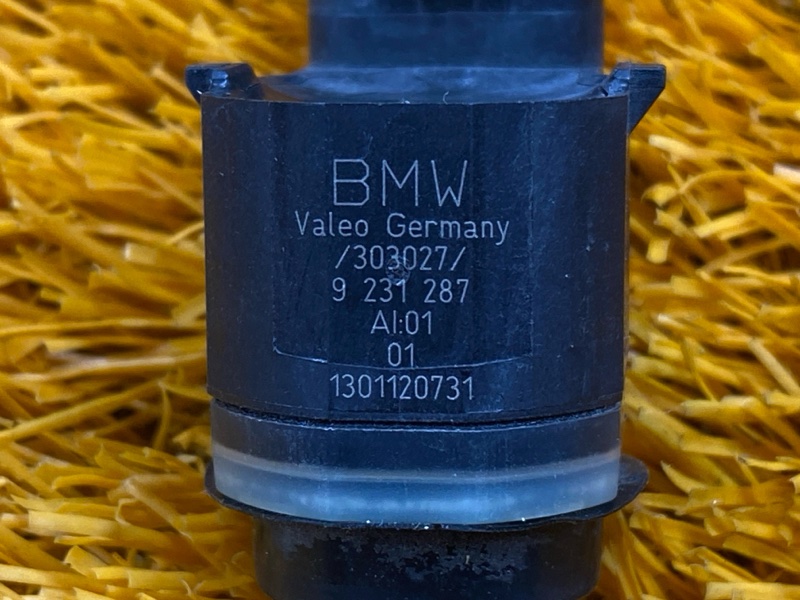 BMW
Valeo Germany
/303027/
9 231 287
AI:01
01
1301120731